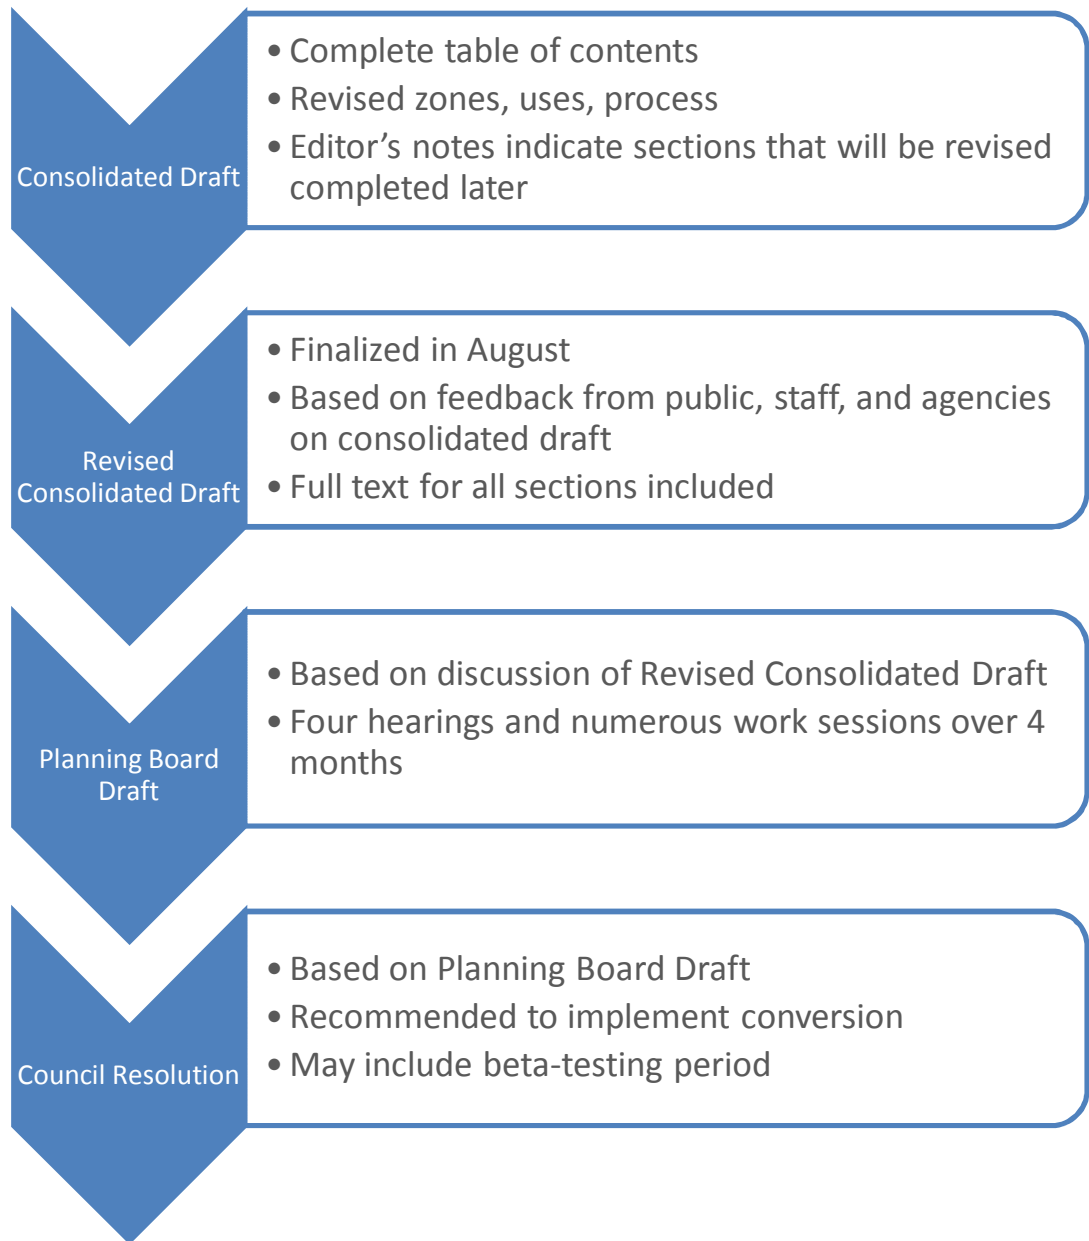 Consolidated Draft
• Complete table of contents
• Revised zones, uses, process
• Editor’s notes indicate sections that will be revised
completed later
Revised
Consolidated Draft
• Finalized in August
• Based on feedback from public, staff, and agencies
on consolidated draft
• Full text for all sections included
Planning Board
Draft
• Based on discussion of Revised Consolidated Draft
• Four hearings and numerous work sessions over 4
months
Council Resolution
• Based on Planning Board Draft
• Recommended to implement conversion
• May include beta-testing period